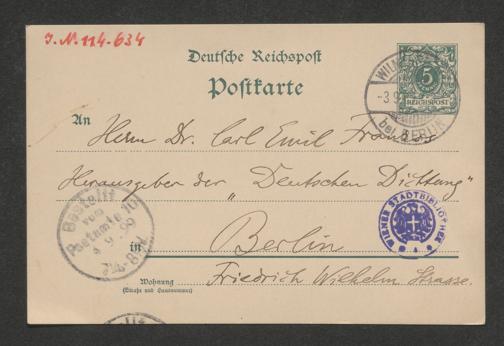 J.N. 114.634
Deutsche Reichspost
Postkarte
5
REICHSPOST
bei BERLIN
-3.9
An Herrn Dr. Carl Emil Franzos
Herausgeber der „Deutschen Dichtung"
in Berlin
WIENER STADTBIBLIOTHEK
Bestellt
vom
Postamte
Wohnung Friedrich Wilhelm Strasse.
(Straße und Hausnummer)